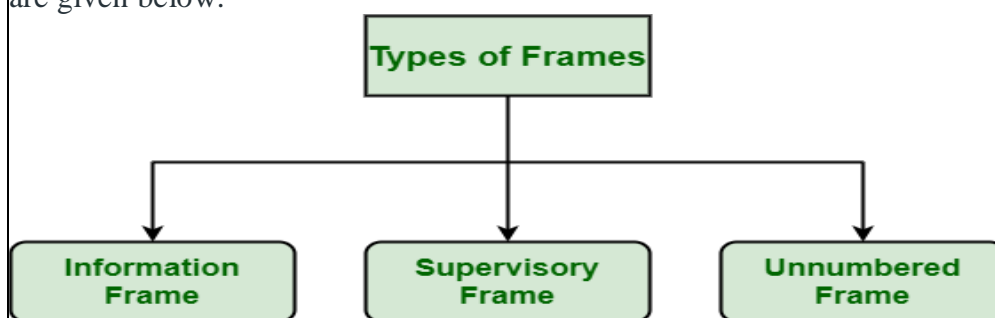 are given below.
Types of Frames
Information
Frame
Supervisory
Frame
Unnumbered
Frame